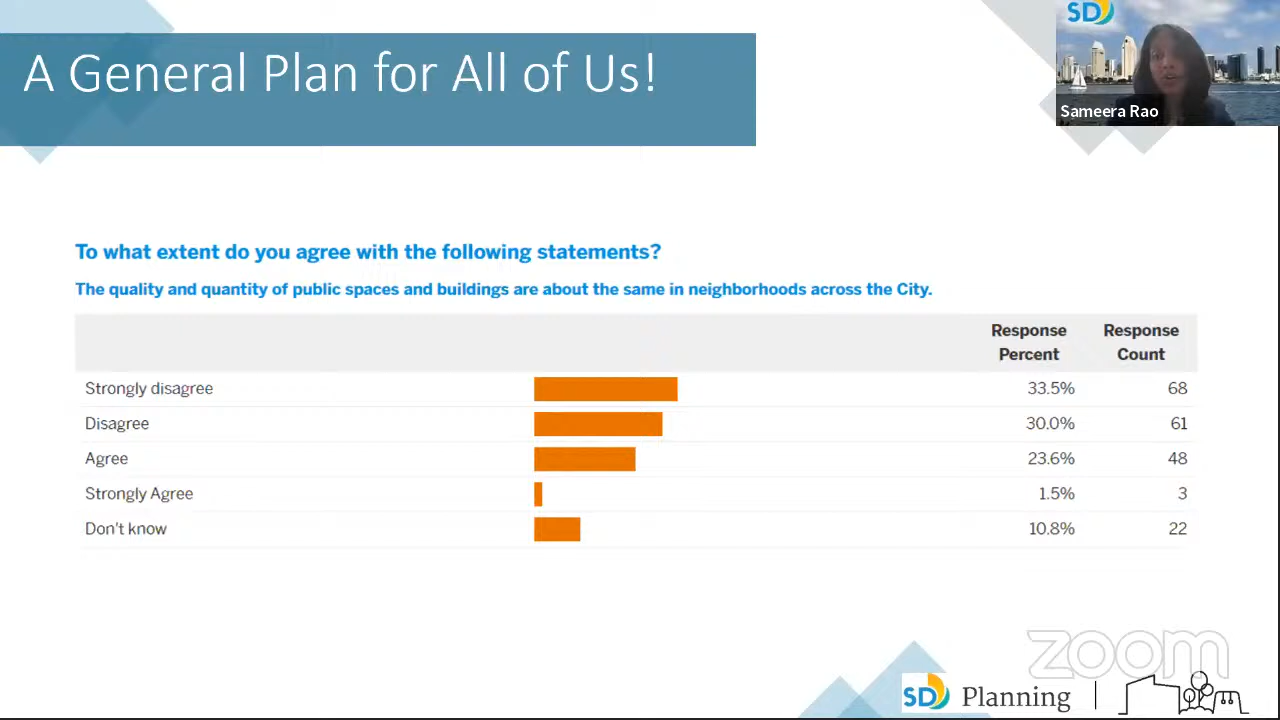 A General Plan for All of Us!
SD
Sameera Rao
To what extent do you agree with the following statements?
The quality and quantity of public spaces and buildings are about the same in neighborhoods across the City.
Response Percent Response Count
Strongly disagree 33.5% 68
Disagree 30.0% 61
Agree 23.6% 48
Strongly Agree 1.5% 3
Don't know 10.8% 22
zoom
SD Planning